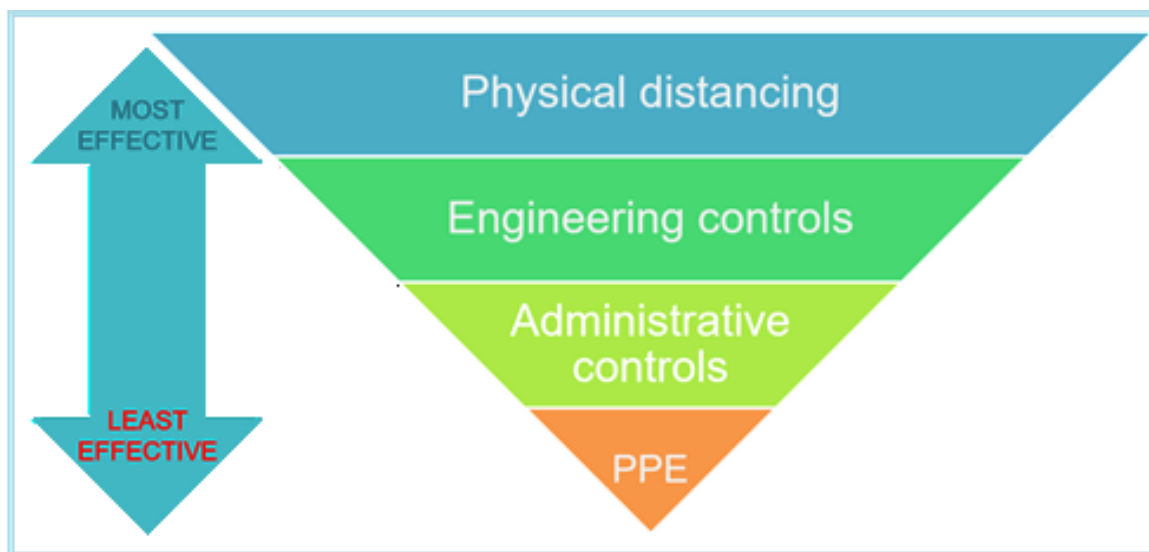 MOST
EFFECTIVE
Physical distancing
Engineering controls
Administrative
controls
LEAST
EFFECTIVE
PPE